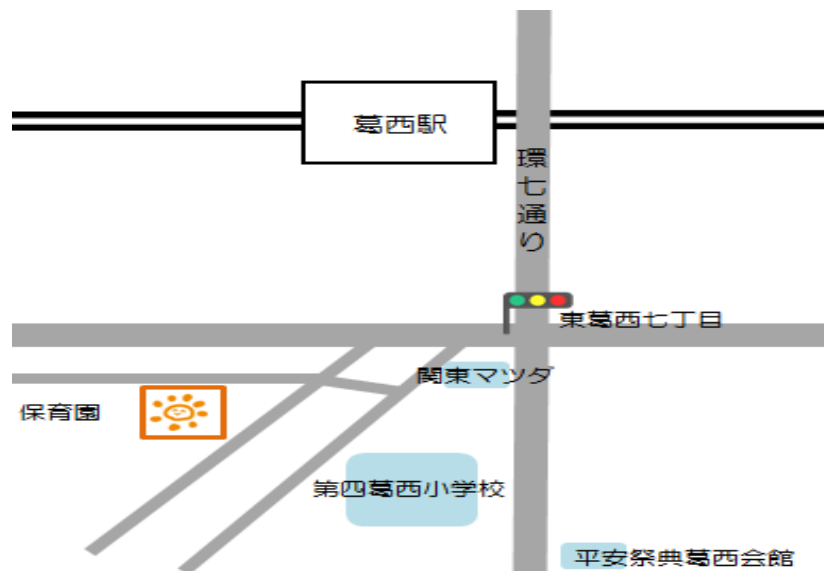 葛西駅
環七通り
東葛西七丁目
関東マツダ
保育園
第四葛西小学校
平安祭典葛西会館